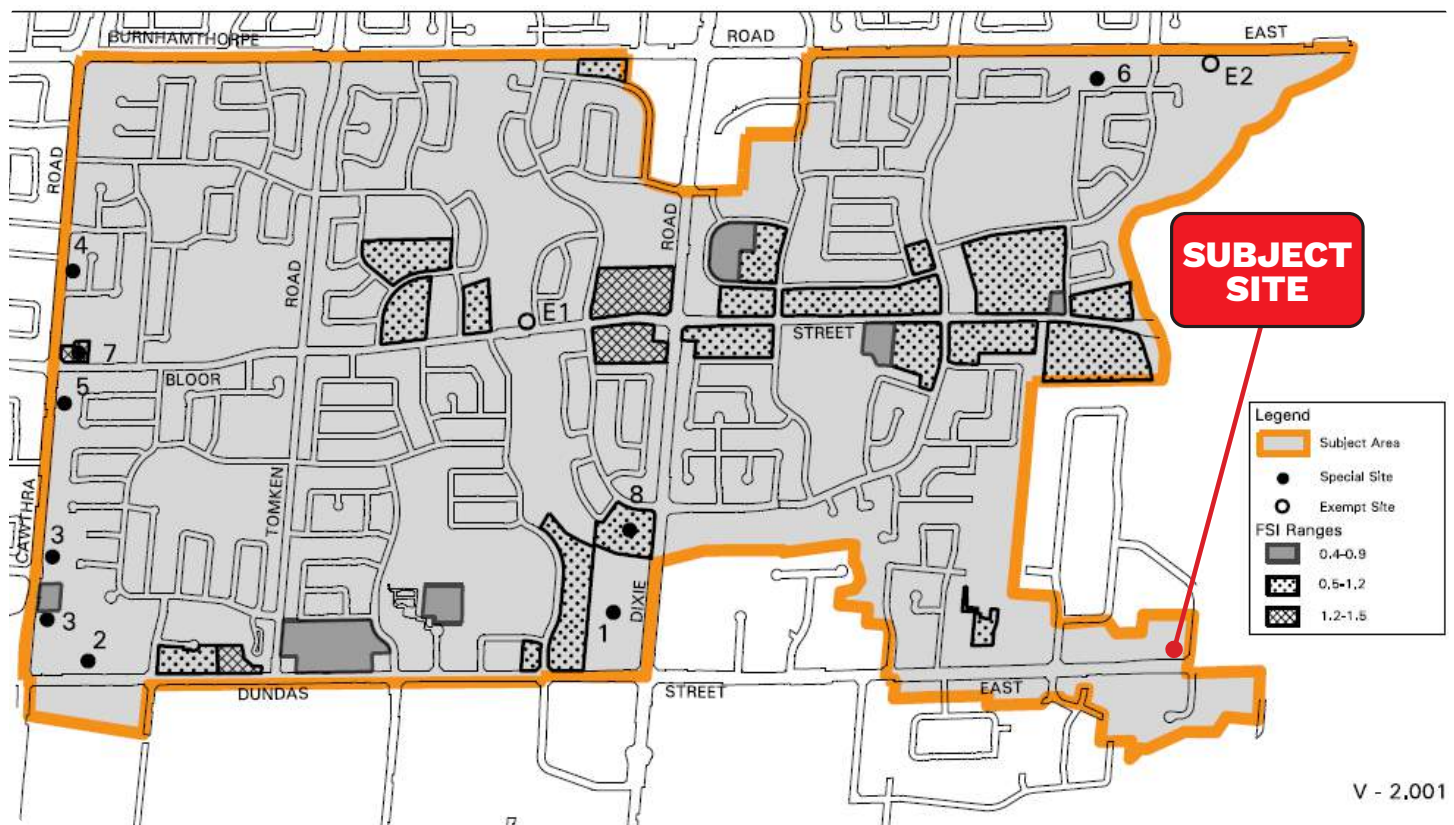 BURNHAMTHORPE
ROAD
EAST
6
E2
ROAD
4
ROAD
ROAD
SUBJECT
SITE
E1
STREET
7
BLOOR
5
Legend
Subject Area
Special Site
Exempt Site
FSI Ranges
0.4-0.9
0.5-1.2
1.2-1.5
CAWTHRA
TOMKEN
8
3
DIXIE
1
3
2
DUNDAS
STREET
EAST
V - 2.001